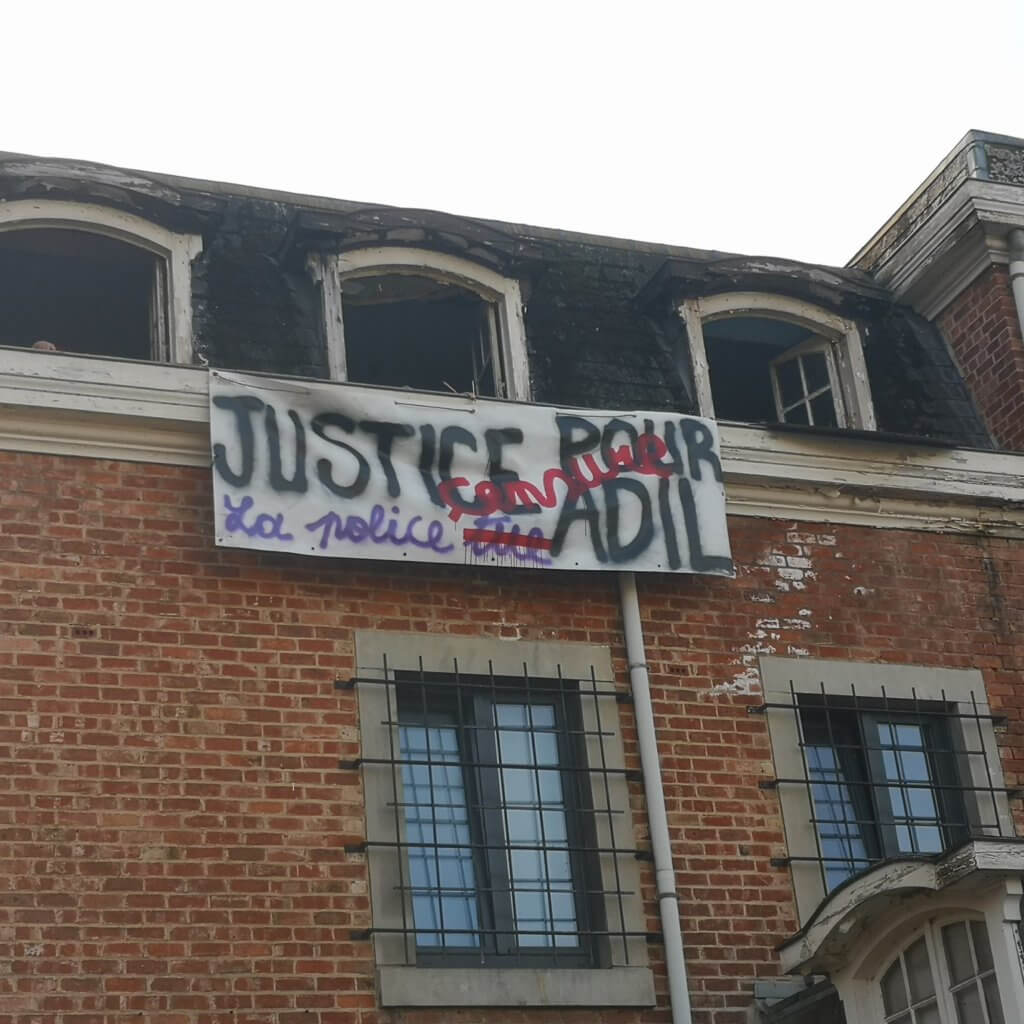 JUSTICE POUR
censure
La police tue ADIL